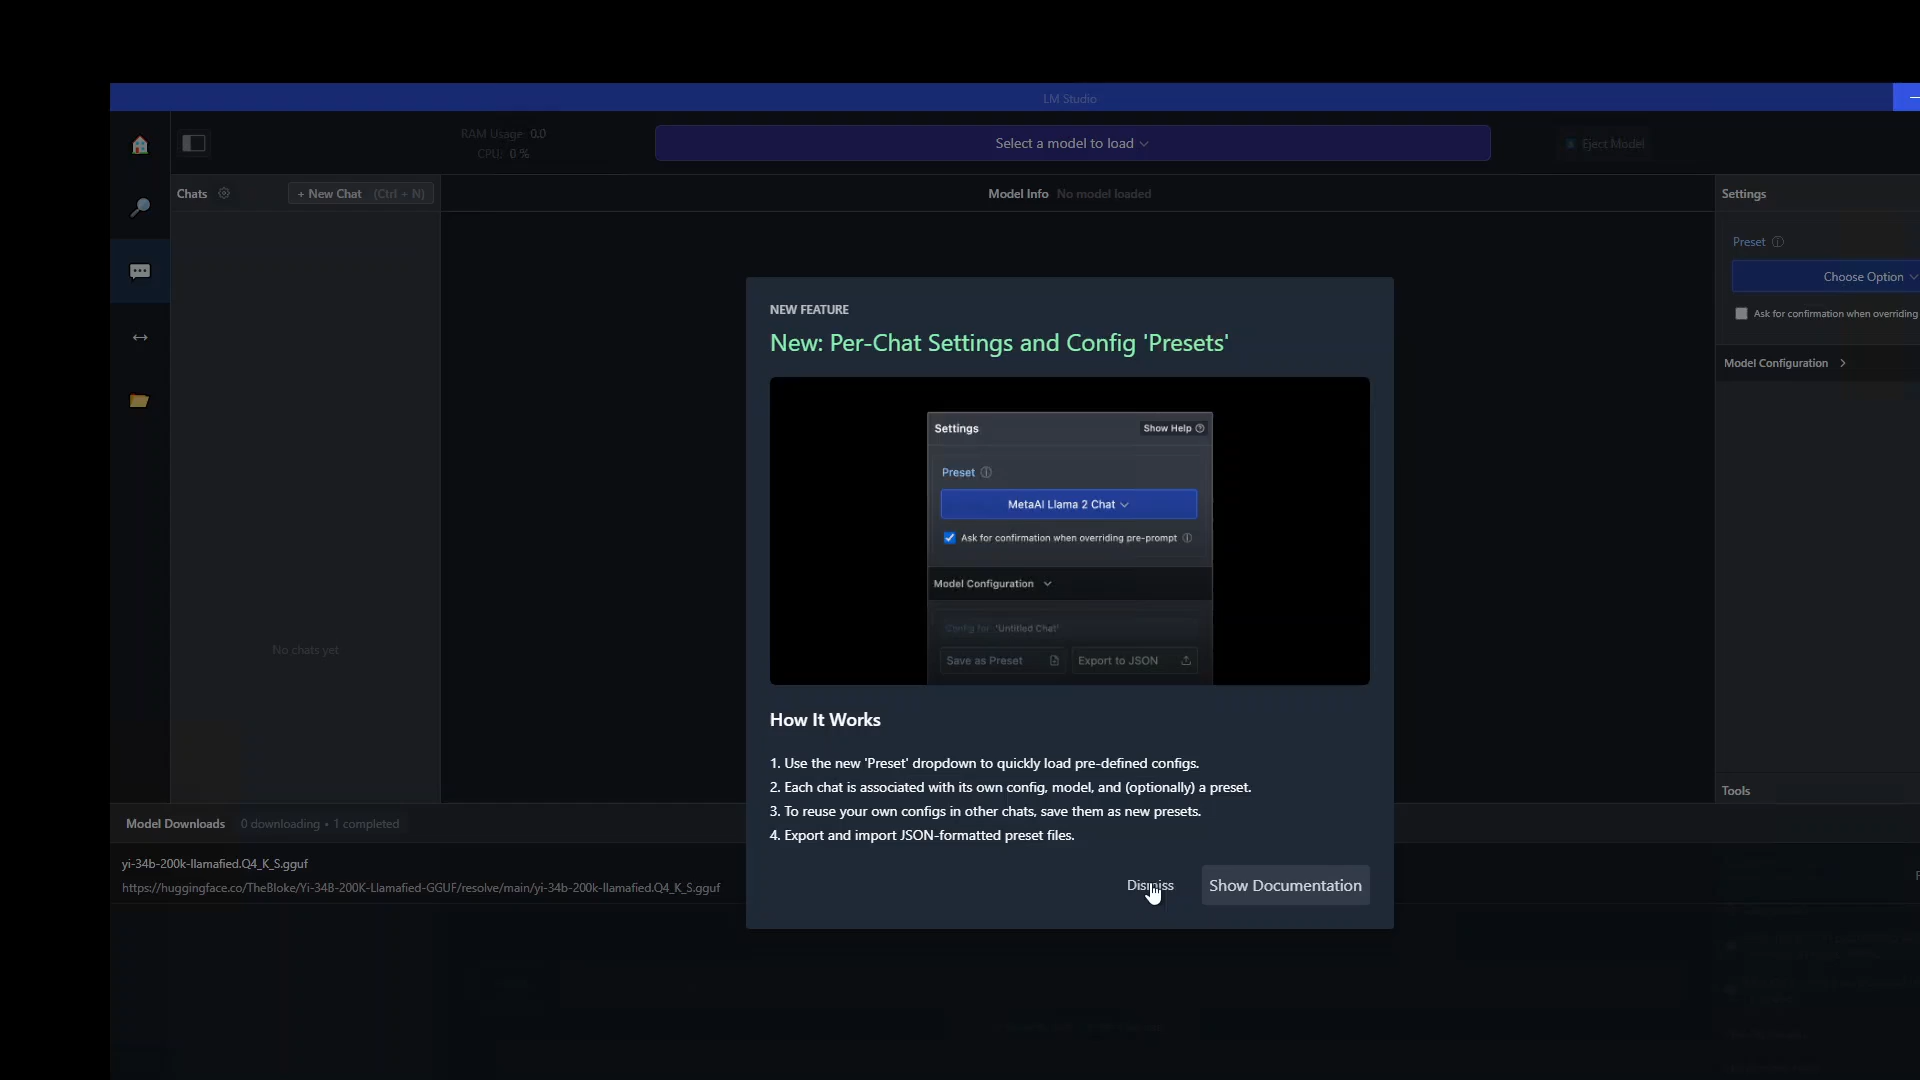 LM Studio
RAM Usage: 0.0
CPU: 0 %
Select a model to load
Eject Model
Chats
+ New Chat (Ctrl + N)
Model Info No model loaded
Settings
Preset
Choose Option
Ask for confirmation when overriding
Model Configuration
No chats yet
Tools
NEW FEATURE
New: Per-Chat Settings and Config 'Presets'
Settings
Show Help
Preset
MetaAI Llama 2 Chat
Ask for confirmation when overriding pre-prompt
Model Configuration
Config for 'Untitled Chat'
Save as Preset
Export to JSON
How It Works
1. Use the new 'Preset' dropdown to quickly load pre-defined configs.
2. Each chat is associated with its own config, model, and (optionally) a preset.
3. To reuse your own configs in other chats, save them as new presets.
4. Export and import JSON-formatted preset files.
Dismiss
Show Documentation
Model Downloads 0 downloading • 1 completed
yi-34b-200k-llamafied.Q4_K_S.gguf
https://huggingface.co/TheBloke/Yi-34B-200K-Llamafied-GGUF/resolve/main/yi-34b-200k-llamafied.Q4_K_S.gguf